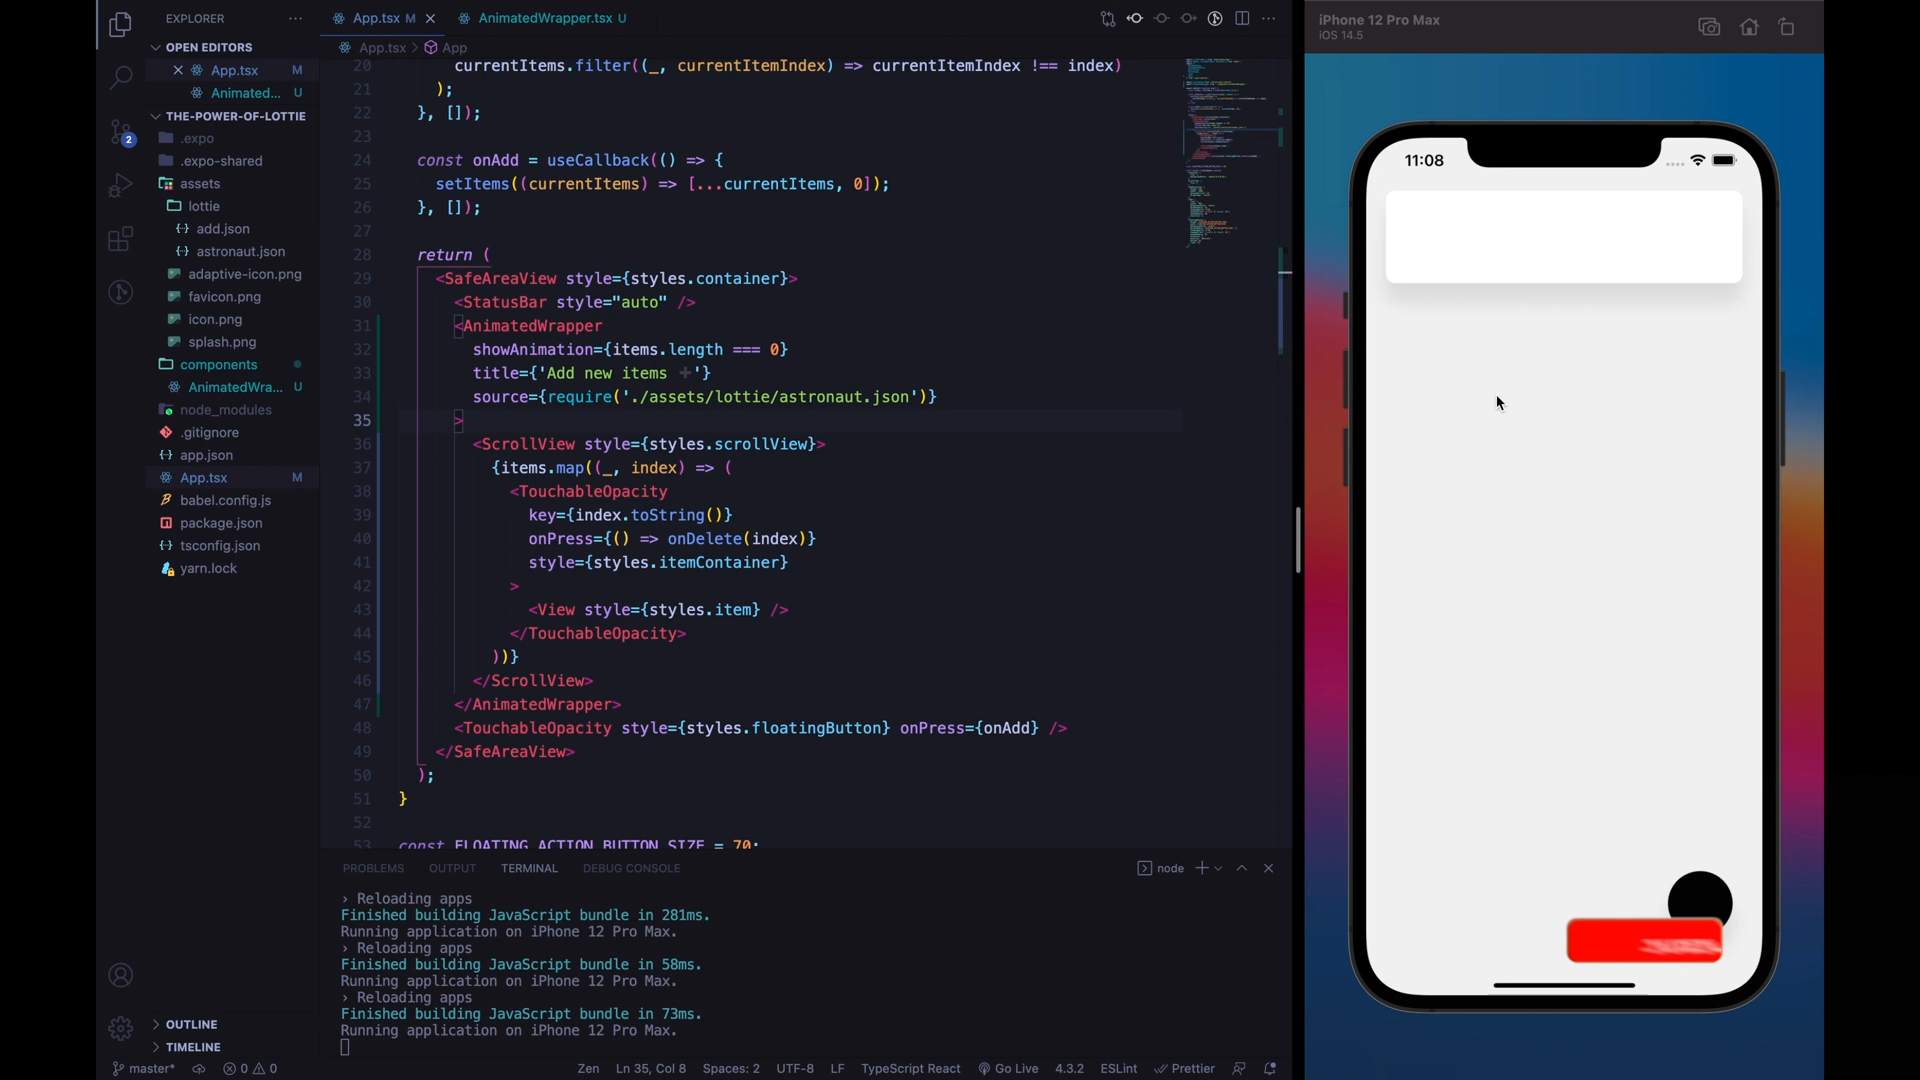 EXPLORER
OPEN EDITORS
App.tsx M
Animated... U
THE-POWER-OF-LOTTIE
.expo
.expo-shared
assets
lottie
add.json
astronaut.json
adaptive-icon.png
favicon.png
icon.png
splash.png
components
AnimatedWra... U
node_modules
.gitignore
app.json
App.tsx M
babel.config.js
package.json
tsconfig.json
yarn.lock
OUTLINE
TIMELINE
2
App.tsx M
AnimatedWrapper.tsx U
App.tsx > App
20 currentItems.filter((_, currentItemIndex) => currentItemIndex !== index)
21 );
22 }, []);
23
24 const onAdd = useCallback(() => {
25 setItems((currentItems) => [...currentItems, 0]);
26 }, []);
27
28 return (
29 <SafeAreaView style={styles.container}>
30 <StatusBar style="auto" />
31 <AnimatedWrapper
32 showAnimation={items.length === 0}
33 title={'Add new items ➕'}
34 source={require('./assets/lottie/astronaut.json')}
35 >
36 <ScrollView style={styles.scrollView}>
37 {items.map((_, index) => (
38 <TouchableOpacity
39 key={index.toString()}
40 onPress={() => onDelete(index)}
41 style={styles.itemContainer}
42 >
43 <View style={styles.item} />
44 </TouchableOpacity>
45 ))}
46 </ScrollView>
47 </AnimatedWrapper>
48 <TouchableOpacity style={styles.floatingButton} onPress={onAdd} />
49 </SafeAreaView>
50 );
51 }
52
53 const FLOATING_ACTION_BUTTON_SIZE = 70;
PROBLEMS OUTPUT TERMINAL DEBUG CONSOLE node
› Reloading apps
Finished building JavaScript bundle in 281ms.
Running application on iPhone 12 Pro Max.
› Reloading apps
Finished building JavaScript bundle in 58ms.
Running application on iPhone 12 Pro Max.
› Reloading apps
Finished building JavaScript bundle in 73ms.
Running application on iPhone 12 Pro Max.
master* 0 0 Zen Ln 35, Col 8 Spaces: 2 UTF-8 LF TypeScript React Go Live 4.3.2 ESLint Prettier
iPhone 12 Pro Max
iOS 14.5
11:08